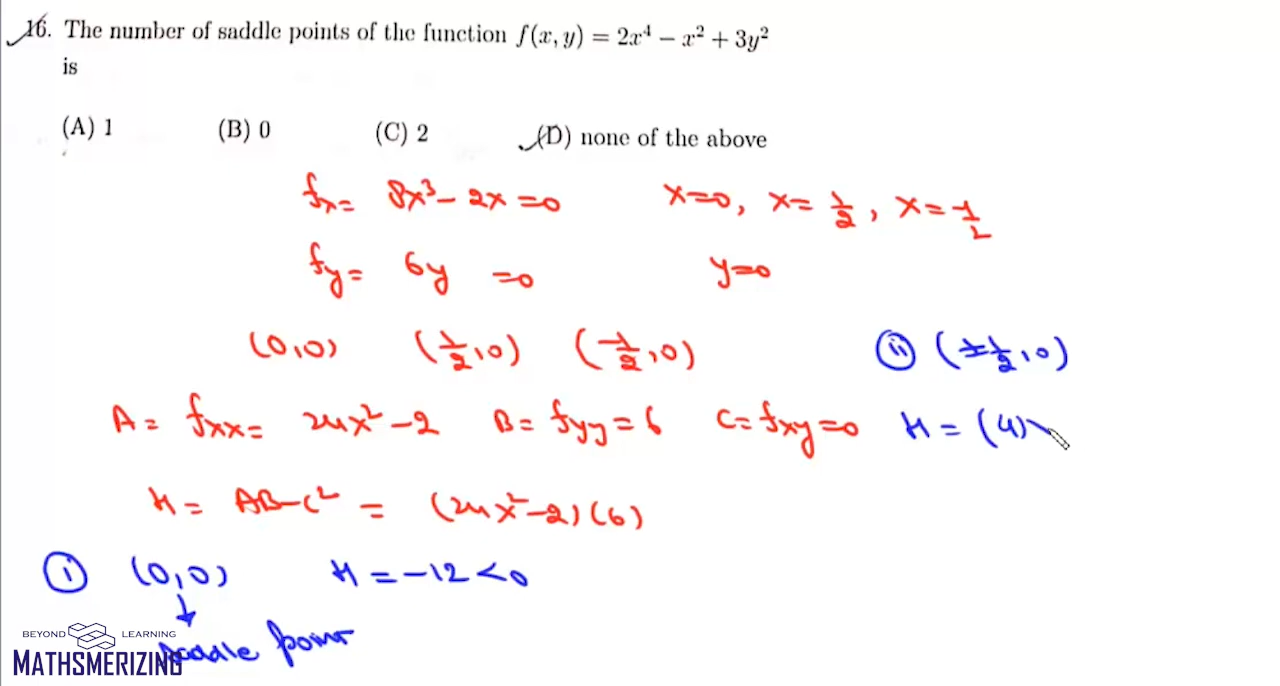 16. The number of saddle points of the function f(x, y) = 2x⁴ − x² + 3y²
is
(A) 1 (B) 0 (C) 2 (D) none of the above
fx = 8x³ − 2x = 0 x=0, x= 1/2, x= −1/2
fy = 6y = 0 y=0
(0,0) (1/2,0) (−1/2,0) (ii) (±1/2,0)
A = fxx = 24x² − 2 B = fyy = 6 C = fxy = 0 H = (4)
H = AB − C² = (24x² − 2)(6)
(i) (0,0) H = −12 < 0
↓
saddle point
BEYOND LEARNING
MATHSMERIZING